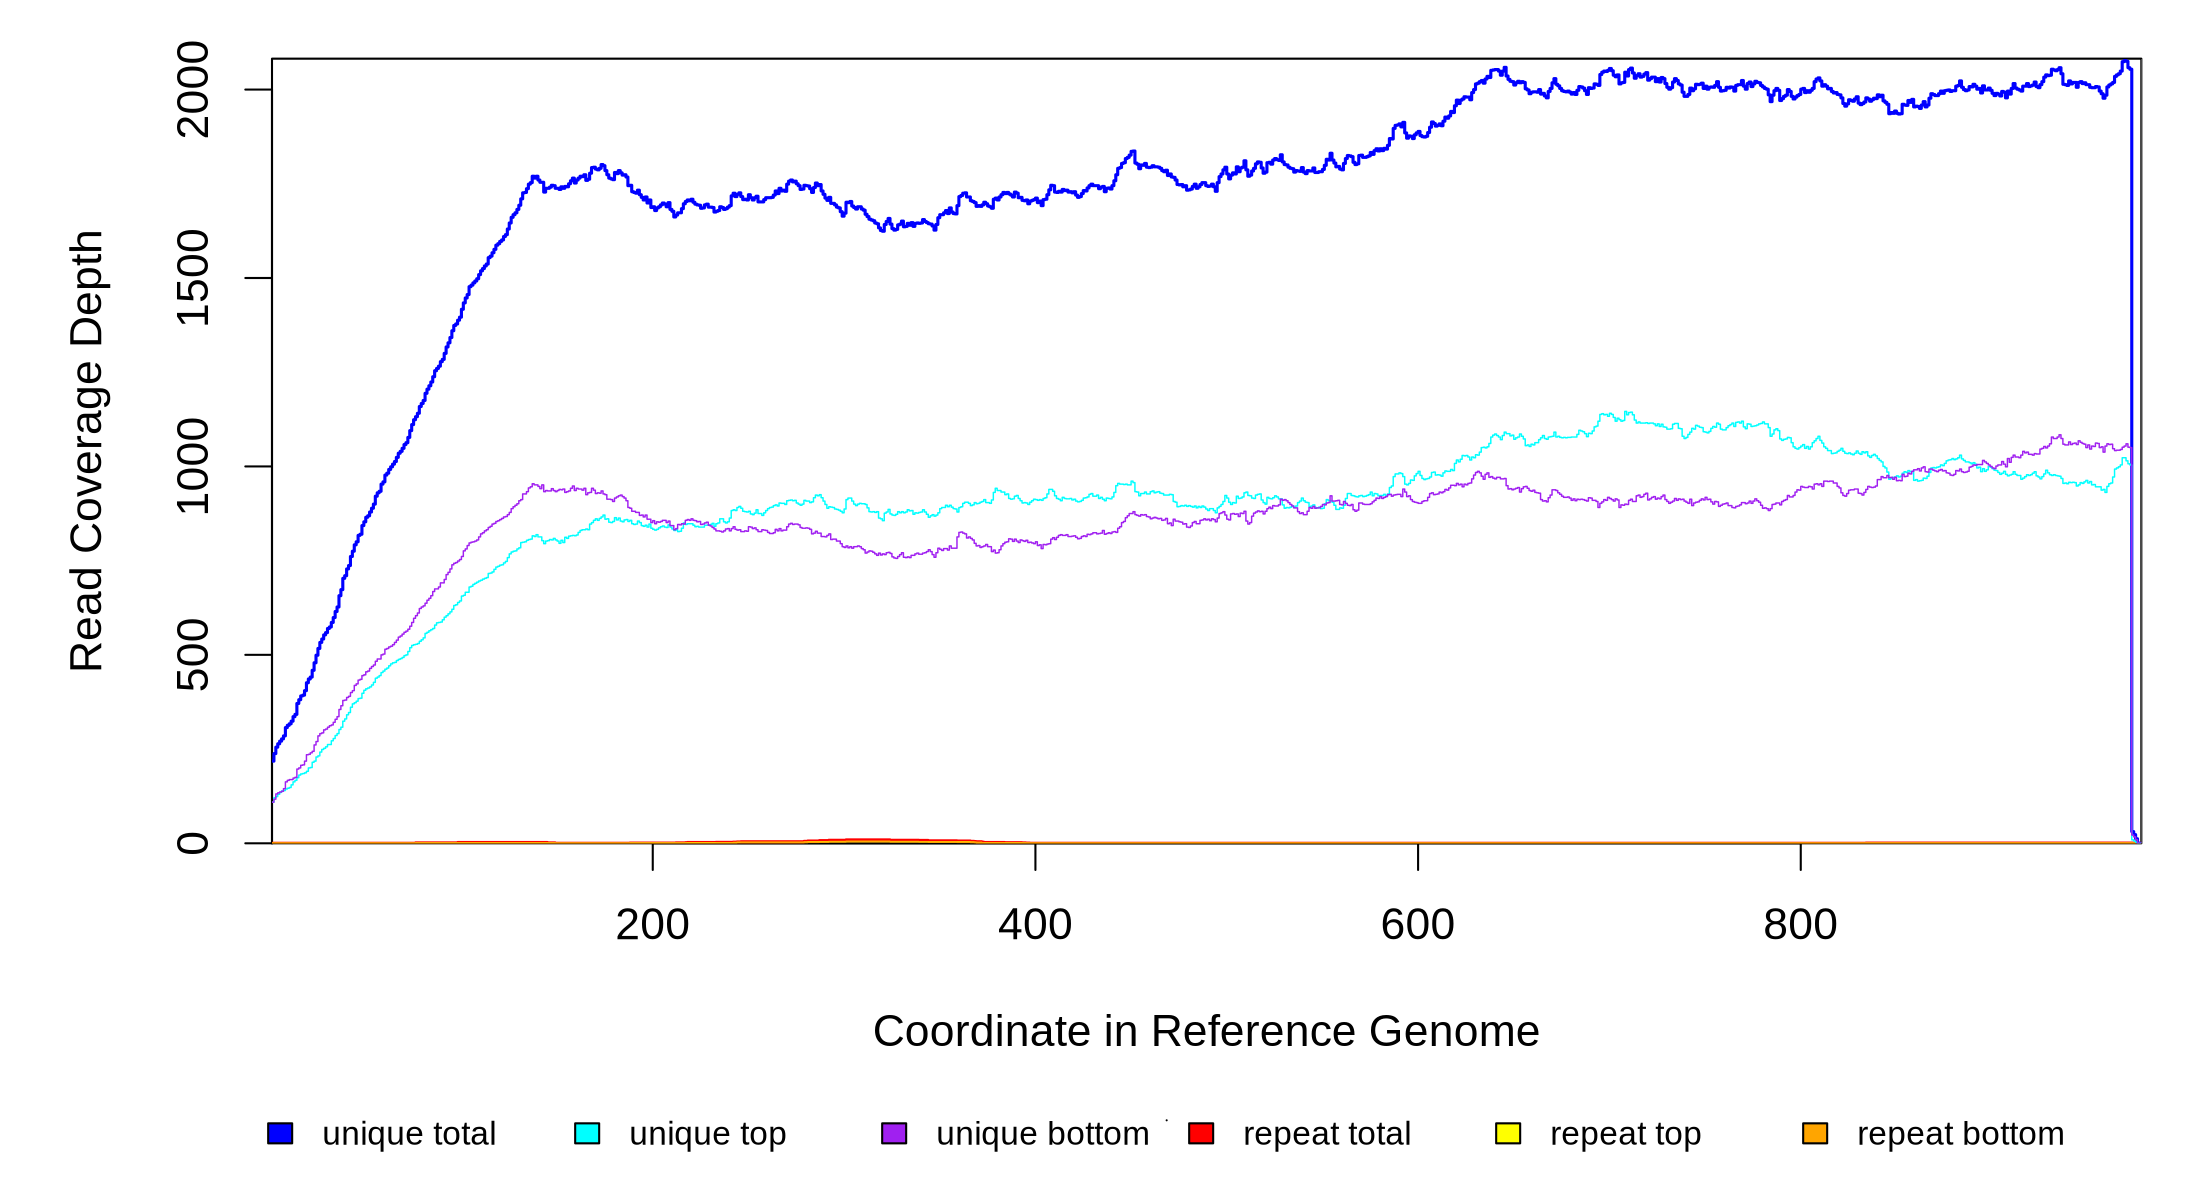 2000
1500
1000
500
0
Read Coverage Depth
200 400 600 800
Coordinate in Reference Genome
unique total unique top unique bottom repeat total repeat top repeat bottom